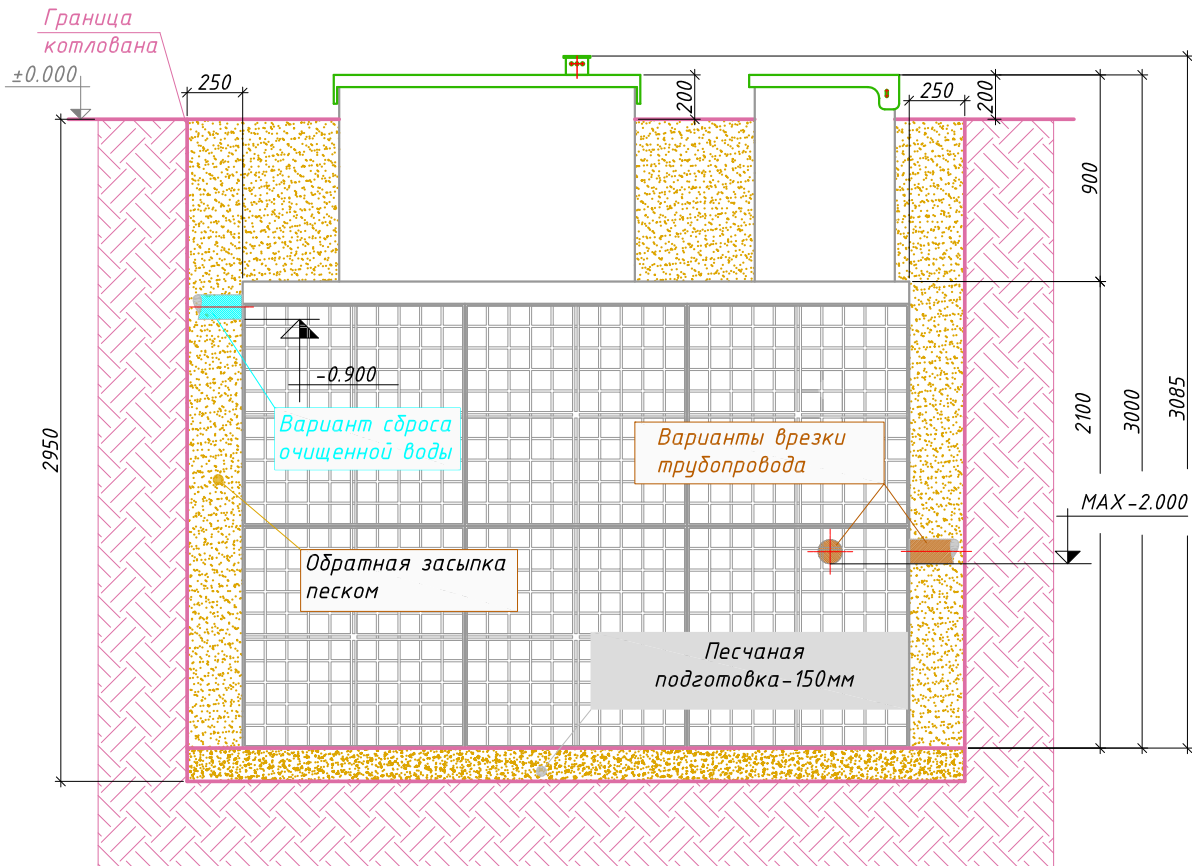 Граница
котлована
±0.000
250
200
250
200
900
2950
-0.900
2100
3000
3085
Вариант сброса
очищенной воды
Варианты врезки
трубопровода
MAX-2.000
Обратная засыпка
песком
Песчаная
подготовка-150мм